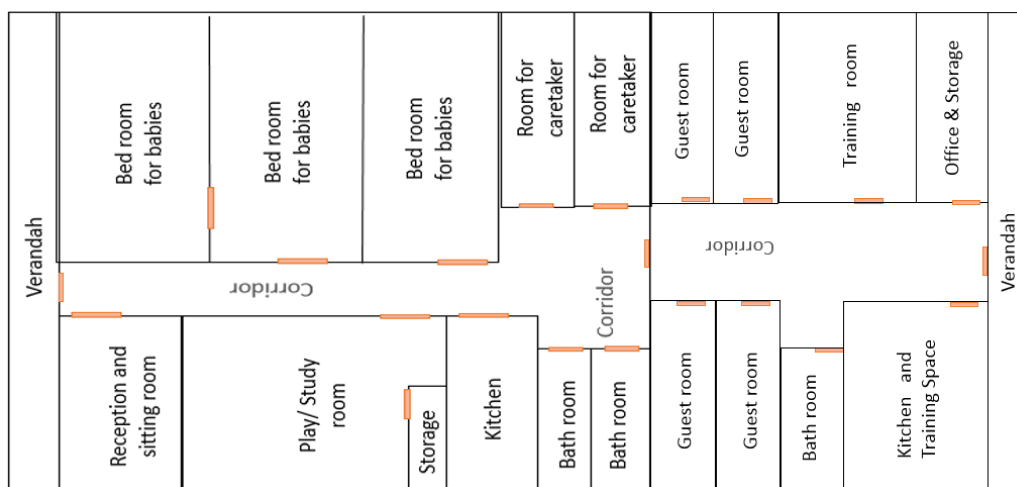 Verandah
Bed room
for babies
Bed room
for babies
Bed room
for babies
Room for
caretaker
Room for
caretaker
Guest room
Guest room
Training room
Office & Storage
Verandah
Corridor
Corridor
Corridor
Reception and
sitting room
Play/ Study
room
Storage
Kitchen
Bath room
Bath room
Guest room
Guest room
Bath room
Kitchen and
Training Space